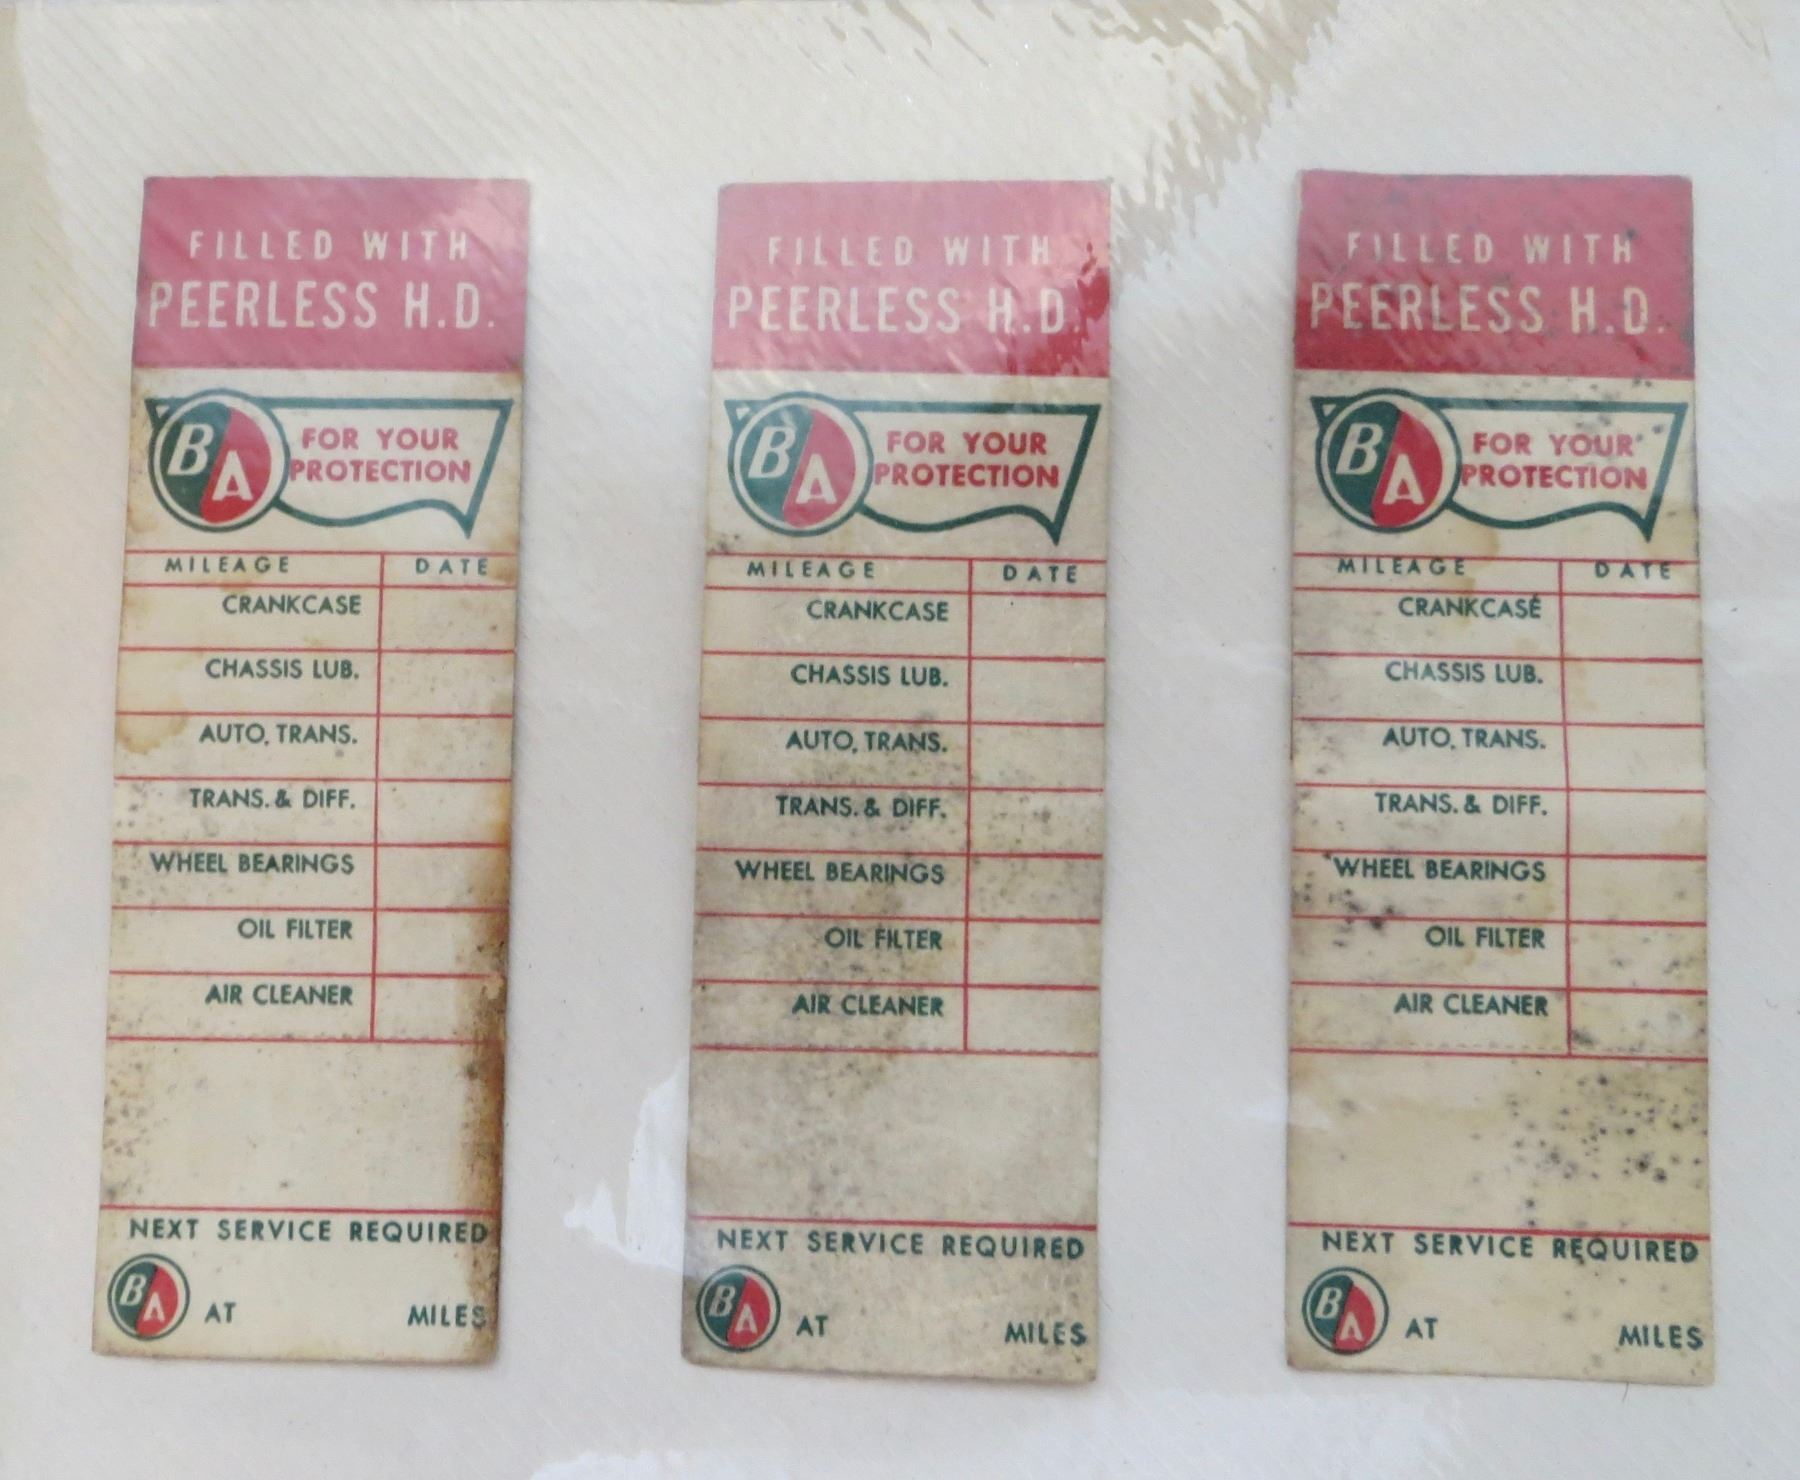 FILLED WITH
PEERLESS H.D.
BA
FOR YOUR
PROTECTION
MILEAGE DATE
CRANKCASE
CHASSIS LUB.
AUTO. TRANS.
TRANS. & DIFF.
WHEEL BEARINGS
OIL FILTER
AIR CLEANER
NEXT SERVICE REQUIRED
BA AT MILES
FILLED WITH
PEERLESS H.D.
BA
FOR YOUR
PROTECTION
MILEAGE DATE
CRANKCASE
CHASSIS LUB.
AUTO. TRANS.
TRANS. & DIFF.
WHEEL BEARINGS
OIL FILTER
AIR CLEANER
NEXT SERVICE REQUIRED
BA AT MILES
FILLED WITH
PEERLESS H.D.
BA
FOR YOUR
PROTECTION
MILEAGE DATE
CRANKCASE
CHASSIS LUB.
AUTO. TRANS.
TRANS. & DIFF.
WHEEL BEARINGS
OIL FILTER
AIR CLEANER
NEXT SERVICE REQUIRED
BA AT MILES